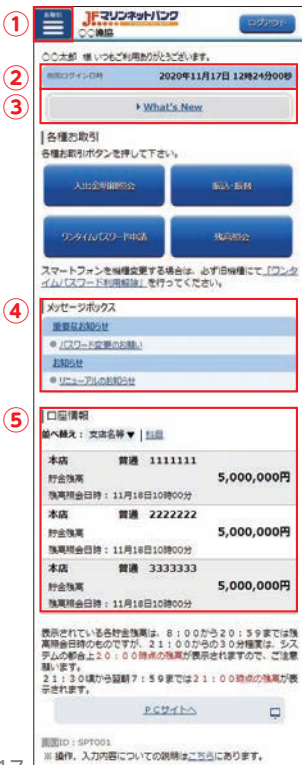 ①
お取引
JFマリンネットバンク
〇〇漁協
ログアウト
〇〇太郎 様 いつもご利用ありがとうございます。
②
前回ログイン日時 2020年11月17日 12時24分00秒
③
What's New
各種お取引
各種お取引ボタンを押して下さい。
入出金明細照会 振込・振替
ワンタイムパスワード申請 残高照会
スマートフォンを機種変更する場合は、必ず旧機種にて「ワンタ
イムパスワード利用解除」を行ってください。
④
メッセージボックス
重要なお知らせ
パスワード変更のお願い
お知らせ
リニューアルのお知らせ
⑤
口座情報
並べ替え: 支店名等▼ | 科目
本店 普通 1111111
貯金残高 5,000,000円
残高照会日時:11月18日10時00分
本店 普通 2222222
貯金残高 5,000,000円
残高照会日時:11月18日10時00分
本店 普通 3333333
貯金残高 5,000,000円
残高照会日時:11月18日10時00分
表示されている各貯金残高は、8:00から20:59までは残
高照会日時のものですが、21:00からの30分程度は、シス
テムの都合上20:00時点の残高が表示されますので、ご注意
願います。
21:30頃から翌朝7:59までは21:00時点の残高が表
示されます。
PCサイトへ
画面ID:SPT001
※ 操作、入力内容についての説明はこちらにあります。
17